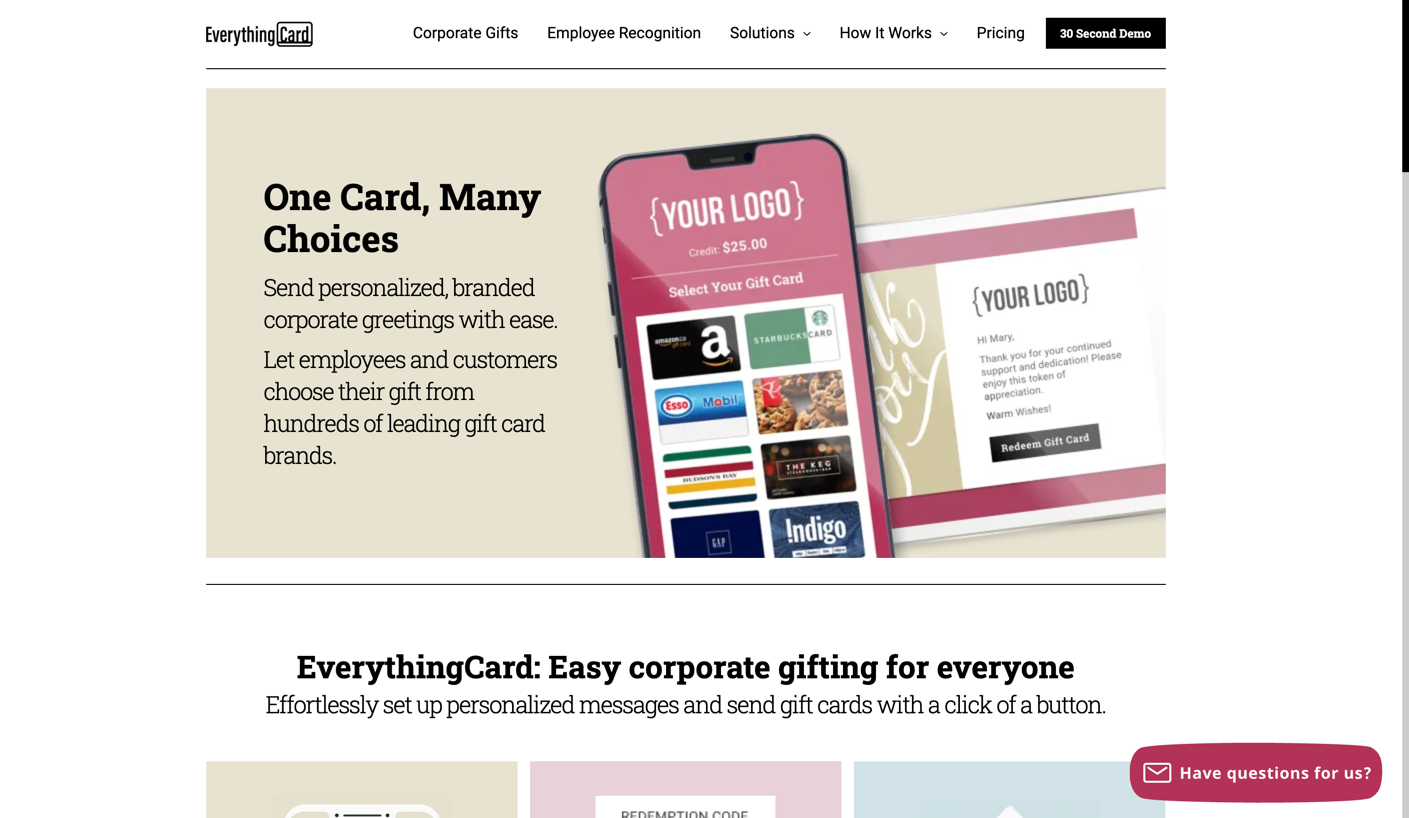 EverythingCard
Corporate Gifts
Employee Recognition
Solutions
How It Works
Pricing
30 Second Demo
One Card, Many
Choices
Send personalized, branded
corporate greetings with ease.
Let employees and customers
choose their gift from
hundreds of leading gift card
brands.
{YOUR LOGO}
Credit: $25.00
Select Your Gift Card
amazon.ca
gift card
a
STARBUCKS CARD
Esso
Mobil
HUDSON'S BAY
THE KEG
STEAKHOUSE + BAR
GAP
!ndigo
{YOUR LOGO}
Hi Mary,
Thank you for your continued
support and dedication! Please
enjoy this token of
appreciation.
Warm Wishes!
Redeem Gift Card
EverythingCard: Easy corporate gifting for everyone
Effortlessly set up personalized messages and send gift cards with a click of a button.
REDEMPTION CODE
Have questions for us?